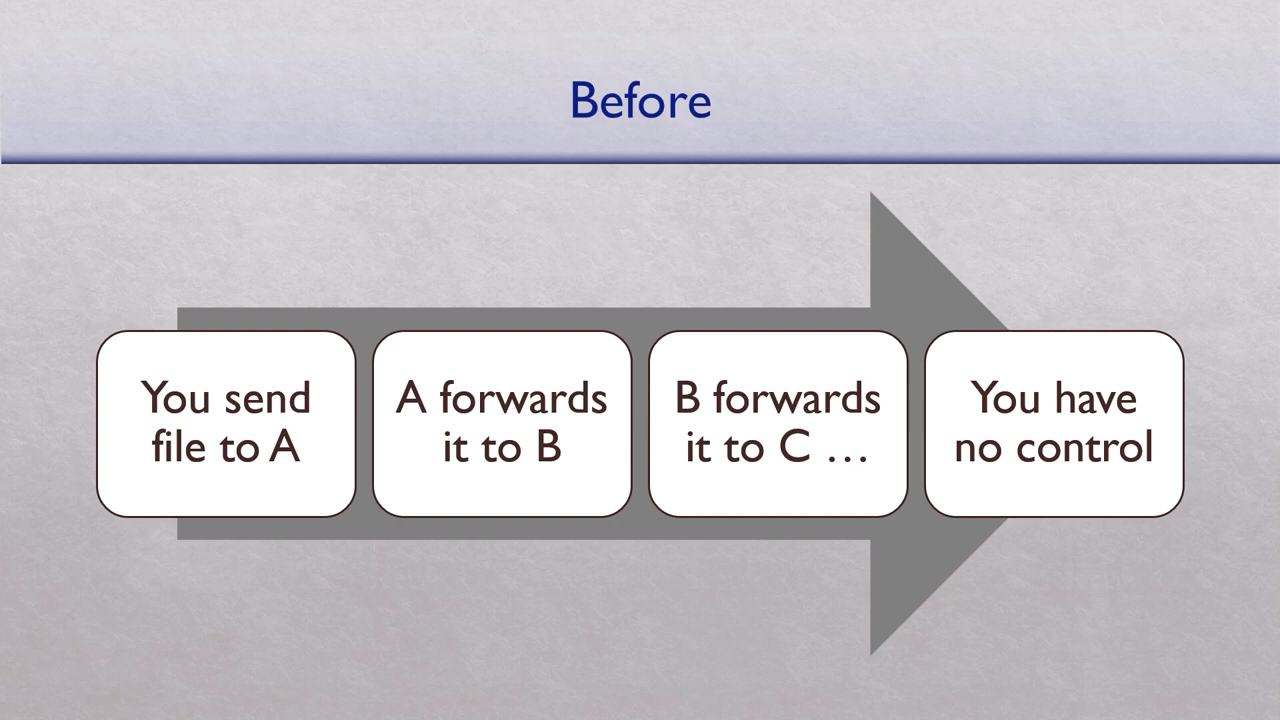 Before
You send
file to A
A forwards
it to B
B forwards
it to C …
You have
no control